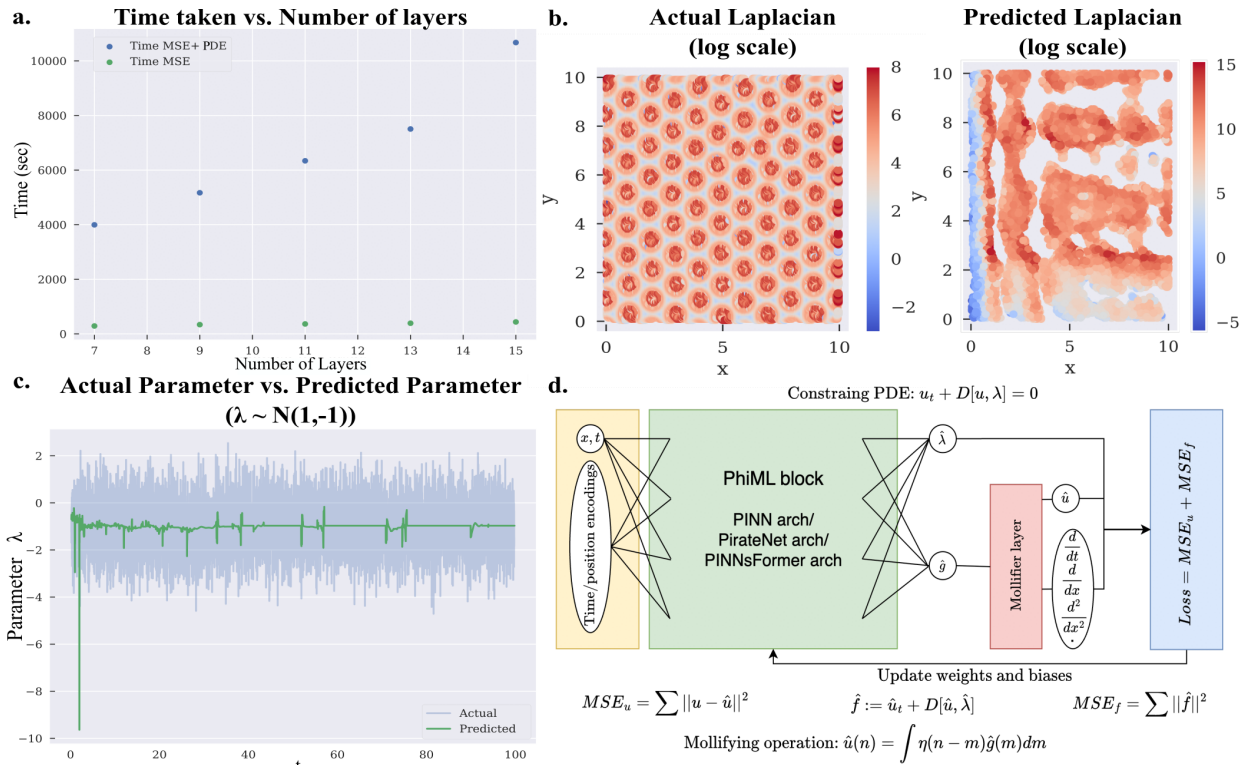 a.
Time taken vs. Number of layers
Time MSE+ PDE
Time MSE
Time (sec)
10000
8000
6000
4000
2000
0
7 8 9 10 11 12 13 14 15
Number of Layers
b.
Actual Laplacian
(log scale)
y
10
8
6
4
2
0
0 5 10
x
8
6
4
2
0
−2
Predicted Laplacian
(log scale)
y
10
8
6
4
2
0
0 5 10
x
15
10
5
0
−5
c.
Actual Parameter vs. Predicted Parameter
(λ ~ N(1,-1))
Parameter λ
2
0
−2
−4
−6
−8
−10
0 20 40 60 80 100
Actual
Predicted
d.
Constraing PDE: u_t + D[u, λ] = 0
x, t
Time/position encodings
PhiML block
PINN arch/
PirateNet arch/
PINNsFormer arch
λ̂
ĝ
Mollifier layer
û
d/dt
d/dx
d²/dx²
.
Loss = MSE_u + MSE_f
Update weights and biases
MSE_u = ∑ ||u − û||²
f̂ := û_t + D[û, λ̂]
MSE_f = ∑ ||f̂||²
Mollifying operation: û(n) = ∫ η(n − m)ĝ(m)dm